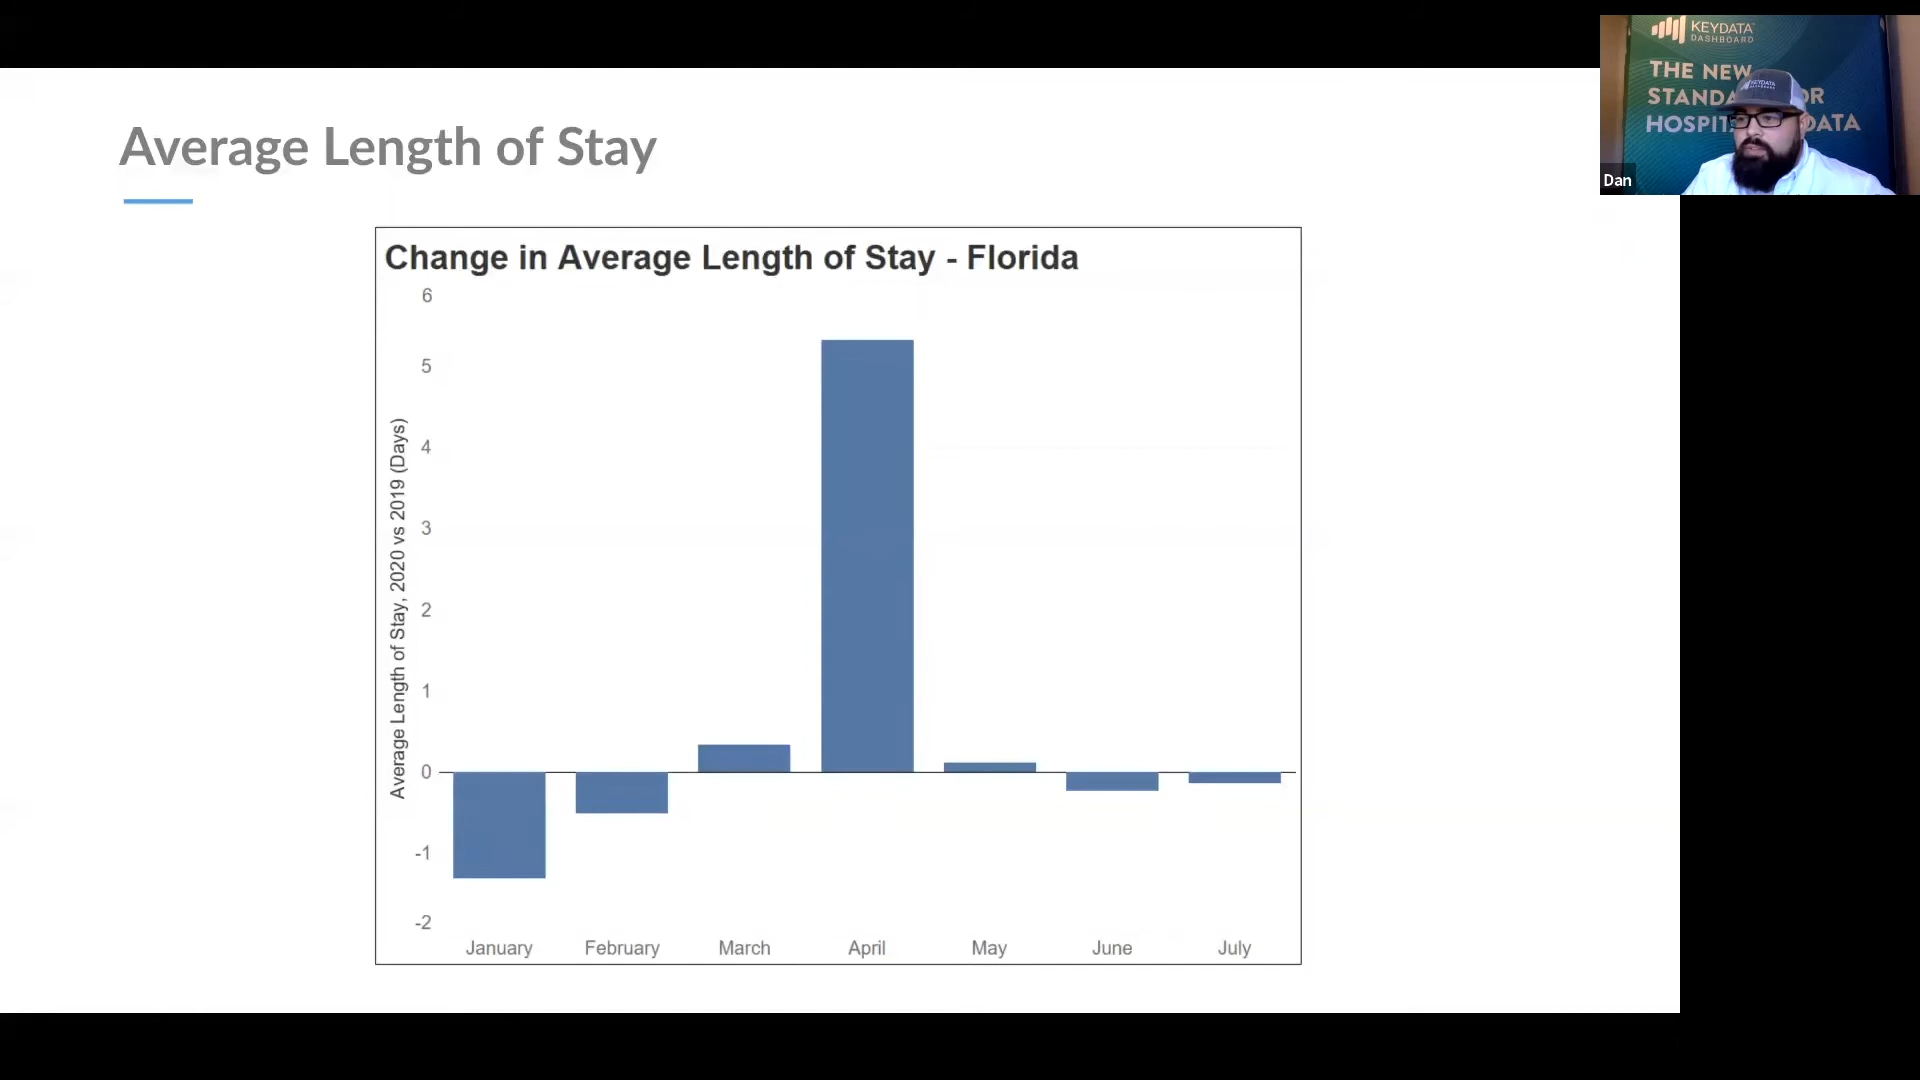 Average Length of Stay
Change in Average Length of Stay - Florida
Average Length of Stay, 2020 vs 2019 (Days)
6
5
4
3
2
1
0
-1
-2
January February March April May June July
KEYDATA
DASHBOARD
THE NEW
DATA
KEYDATA
Dan